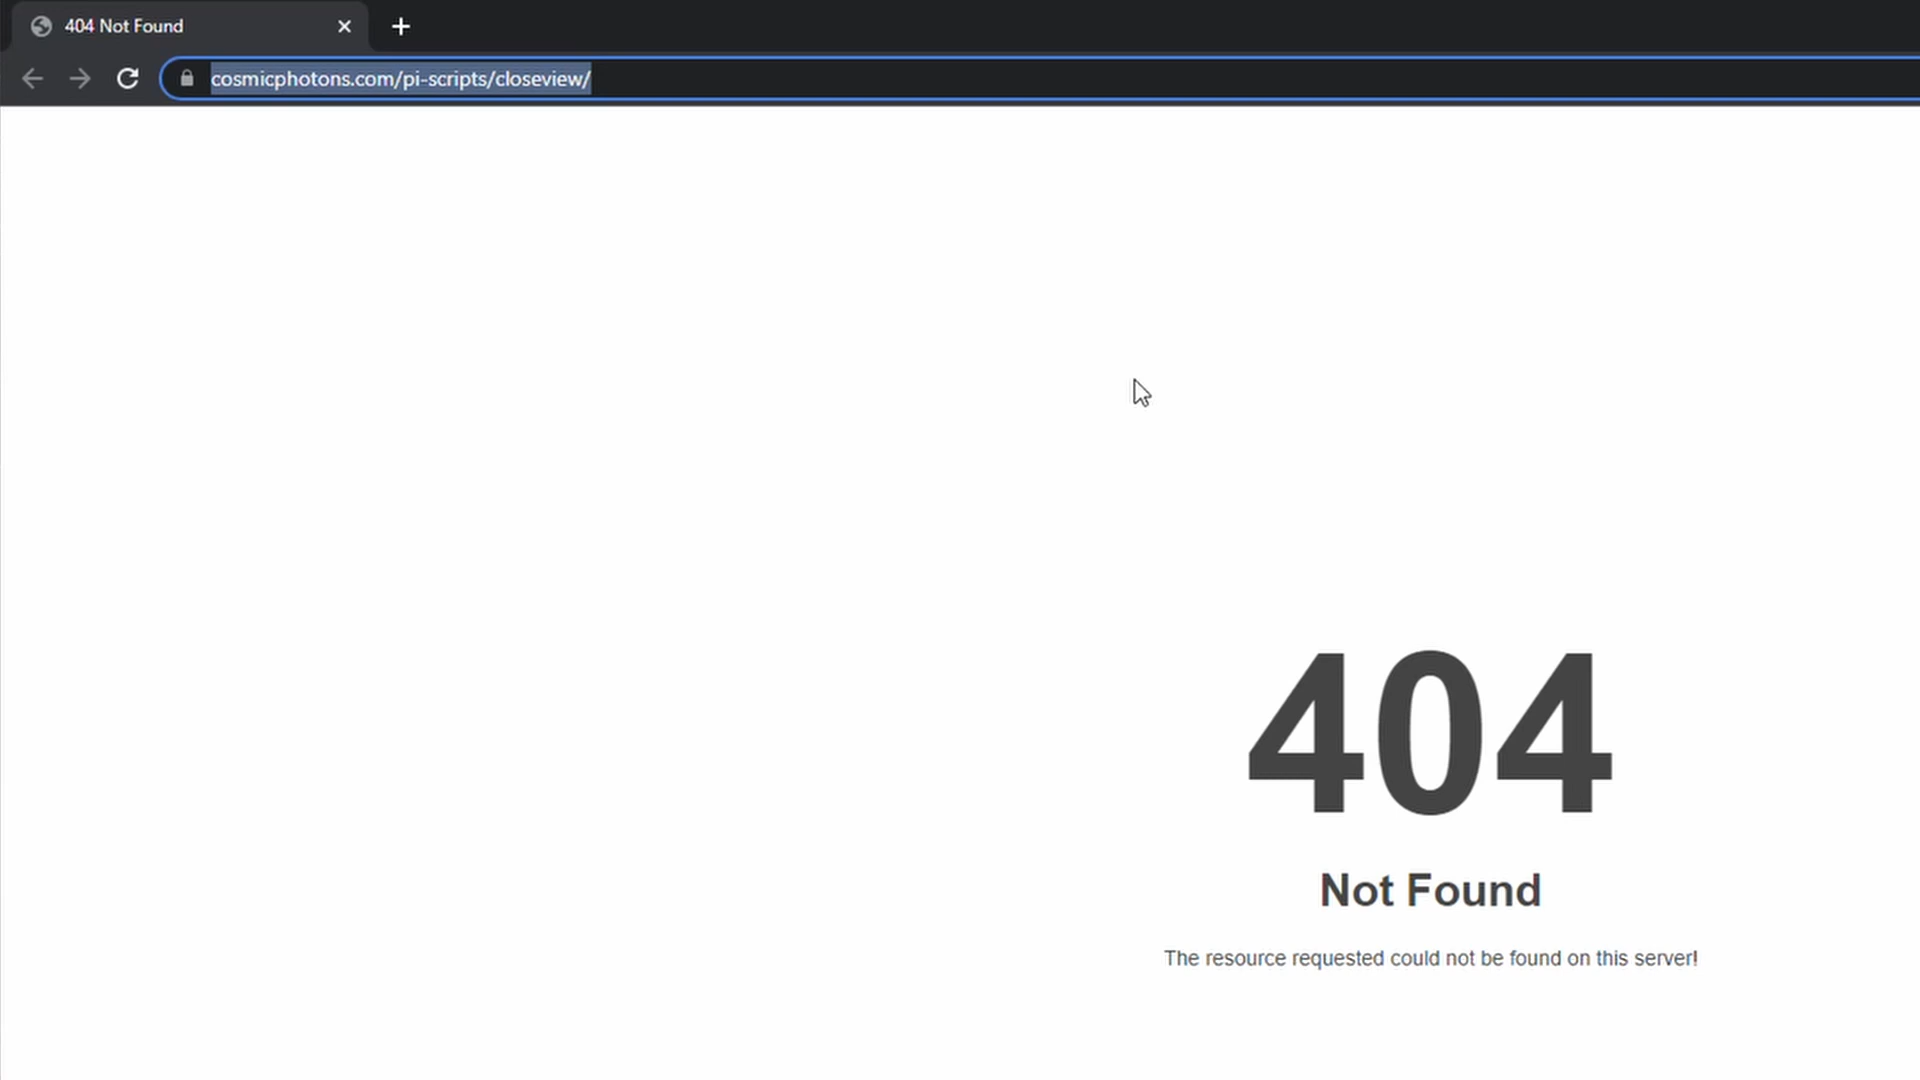 404 Not Found
cosmicphotons.com/pi-scripts/closeview/
404
Not Found
The resource requested could not be found on this server!